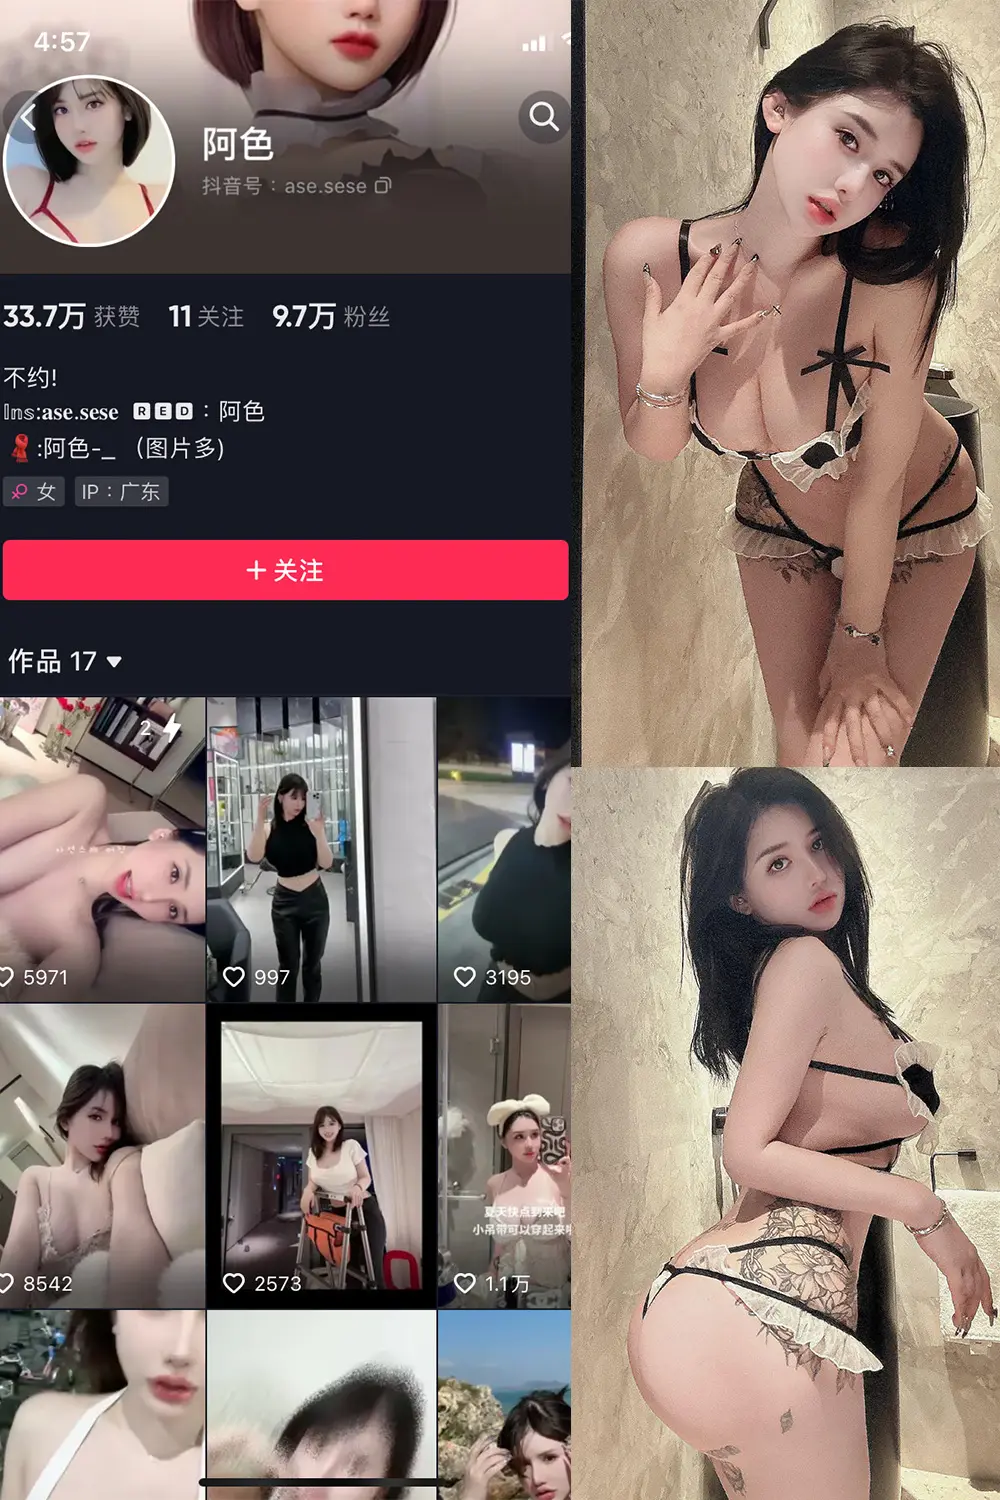 4:57
阿色
抖音号：ase.sese
33.7万 获赞 11 关注 9.7万 粉丝
不约!
Ins:ase.sese RED：阿色
:阿色-_ （图片多）
女 IP：广东
+ 关注
作品 17
2
5971
997
3195
夏天快点到来吧
小吊带可以穿起来
8542
2573
1.1万